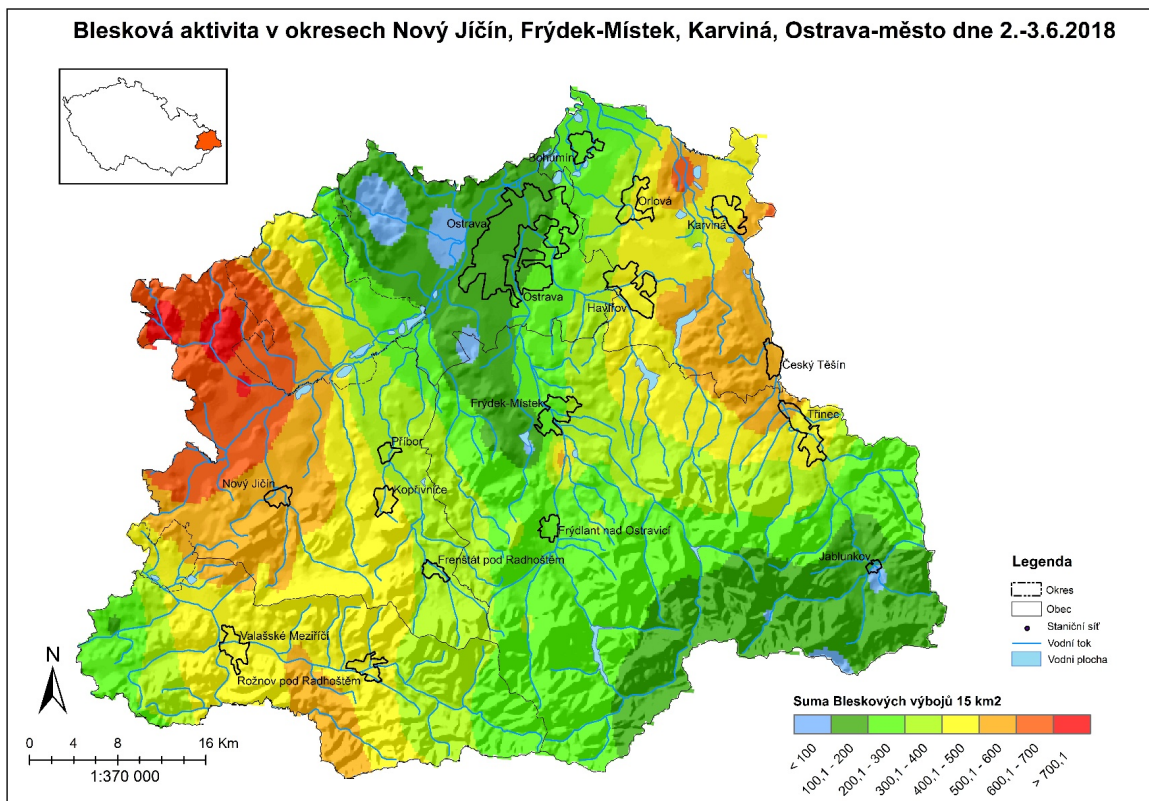 Blesková aktivita v okresech Nový Jíčín, Frýdek-Místek, Karviná, Ostrava-město dne 2.-3.6.2018
Bohumín
Orlová
Ostrava
Karviná
Ostrava
Havířov
Český Těšín
Frýdek-Místek
Třinec
Příbor
Nový Jičín
Kopřivnice
Frýdlant nad Ostravicí
Frenštát pod Radhoštěm
Jablunkov
Valašské Meziříčí
Rožnov pod Radhoštěm
N
0 4 8 16 Km
1:370 000
Legenda
Okres
Obec
Staniční síť
Vodní tok
Vodní plocha
Suma Bleskových výbojů 15 km2
< 100
100,1 - 200
200,1 - 300
300,1 - 400
400,1 - 500
500,1 - 600
600,1 - 700
> 700,1